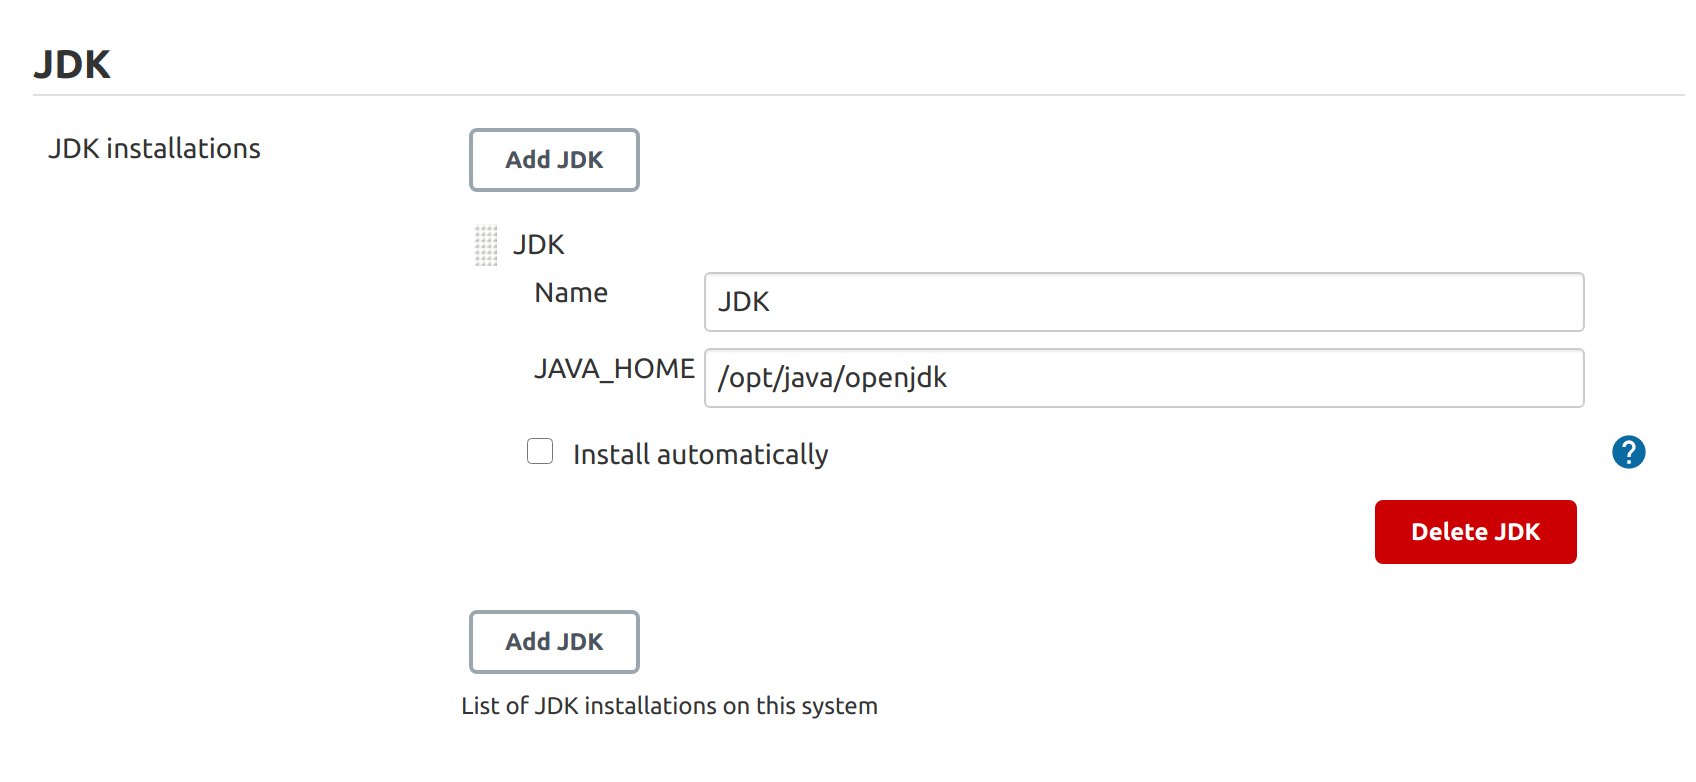 JDK
JDK installations
Add JDK
JDK
Name
JDK
JAVA_HOME
/opt/java/openjdk
Install automatically
?
Delete JDK
Add JDK
List of JDK installations on this system